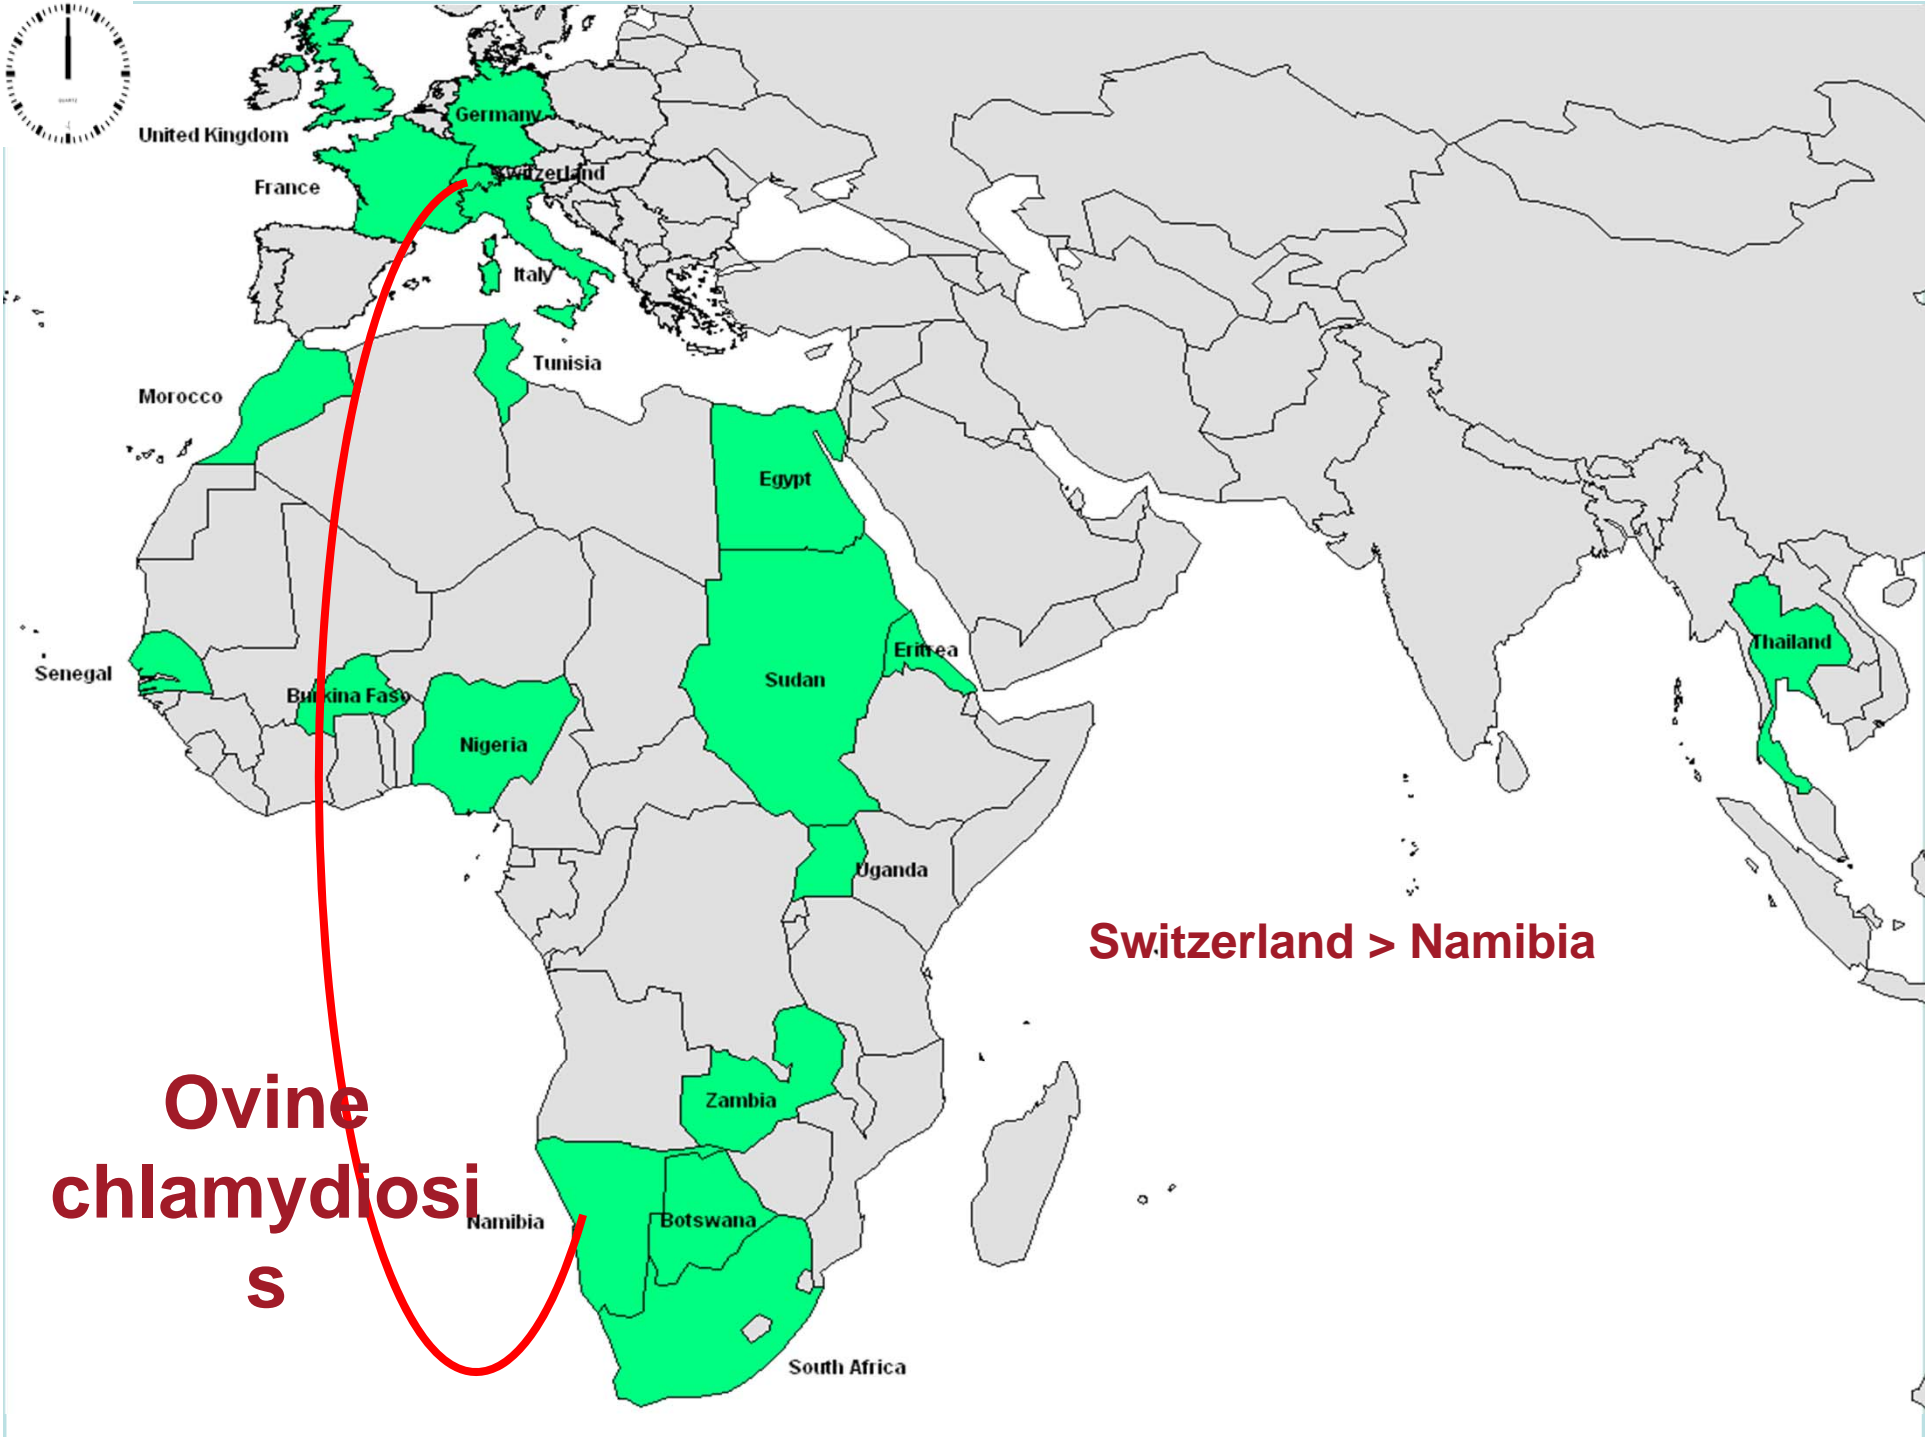 United Kingdom
Germany
Switzerland
France
Italy
Tunisia
Morocco
Egypt
Senegal
Burkina Faso
Eritrea
Sudan
Thailand
Nigeria
Uganda
Switzerland > Namibia
Ovine
chlamydiosi
s
Zambia
Namibia
Botswana
South Africa